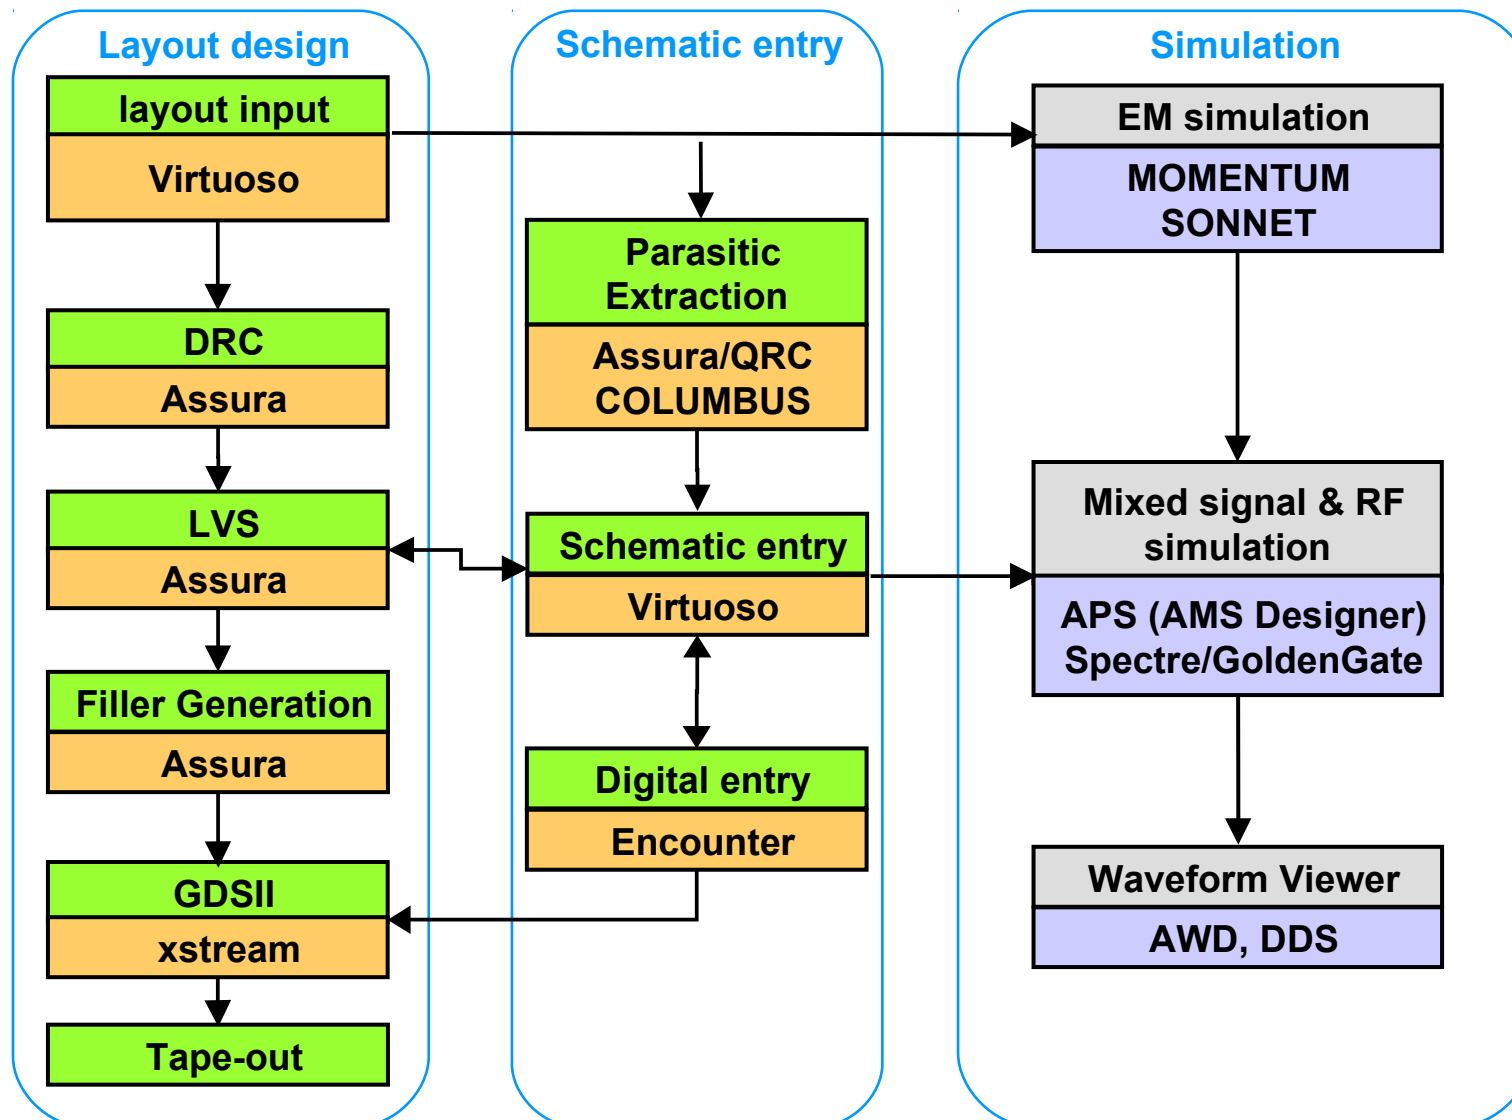 Layout design
layout input
Virtuoso
DRC
Assura
LVS
Assura
Filler Generation
Assura
GDSII
xstream
Tape-out
Schematic entry
Parasitic
Extraction
Assura/QRC
COLUMBUS
Schematic entry
Virtuoso
Digital entry
Encounter
Simulation
EM simulation
MOMENTUM
SONNET
Mixed signal & RF
simulation
APS (AMS Designer)
Spectre/GoldenGate
Waveform Viewer
AWD, DDS